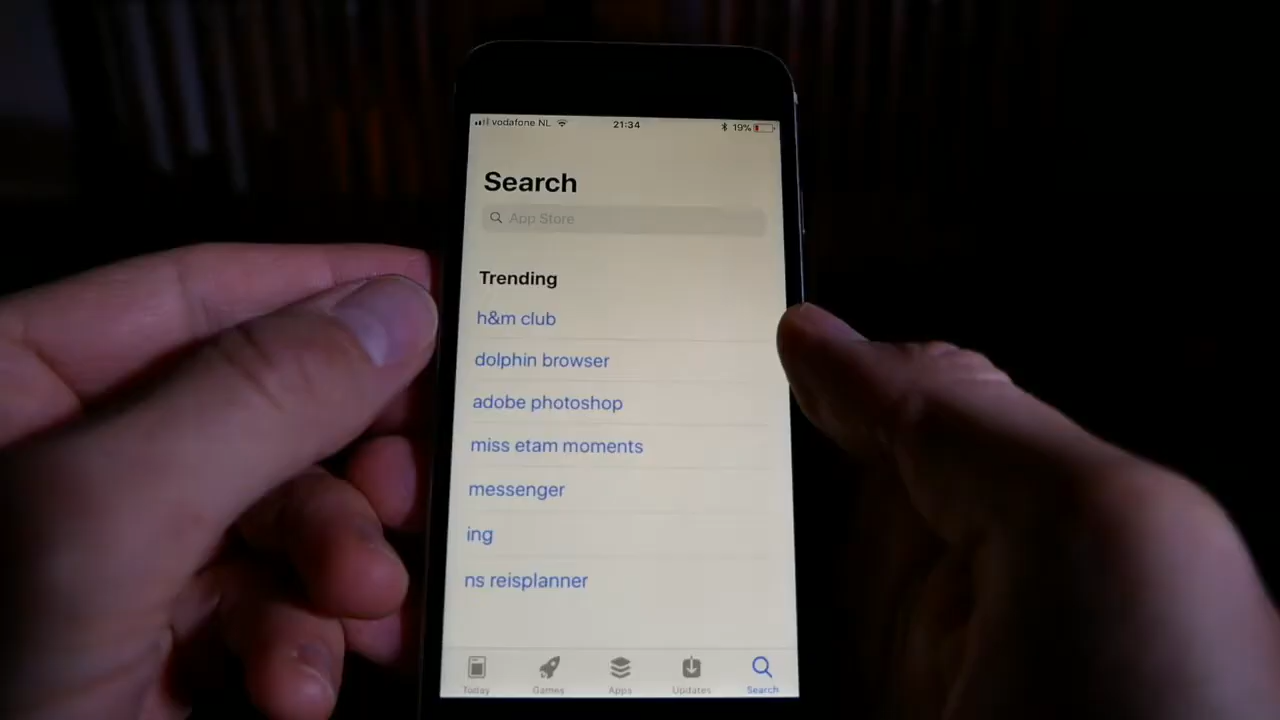 vodafone NL 21:34 19%
Search
App Store
Trending
h&m club
dolphin browser
adobe photoshop
miss etam moments
messenger
ing
ns reisplanner
Today Games Apps Updates Search